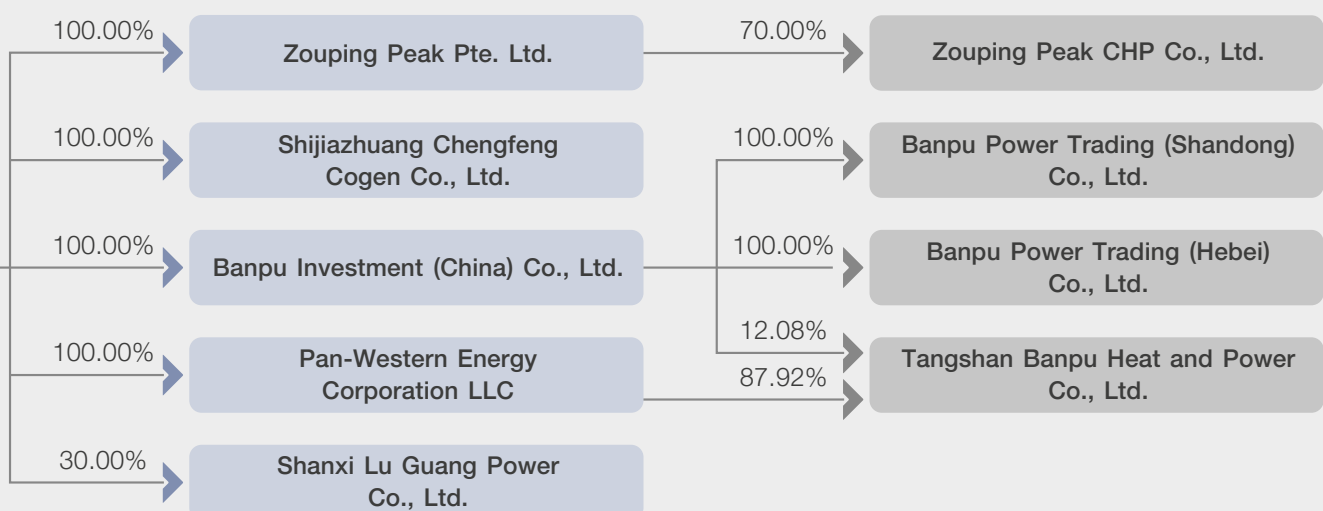 100.00%
Zouping Peak Pte. Ltd.
70.00%
Zouping Peak CHP Co., Ltd.
100.00%
Shijiazhuang Chengfeng
Cogen Co., Ltd.
100.00%
Banpu Power Trading (Shandong)
Co., Ltd.
100.00%
Banpu Investment (China) Co., Ltd.
100.00%
Banpu Power Trading (Hebei)
Co., Ltd.
100.00%
Pan-Western Energy
Corporation LLC
12.08%
87.92%
Tangshan Banpu Heat and Power
Co., Ltd.
30.00%
Shanxi Lu Guang Power
Co., Ltd.